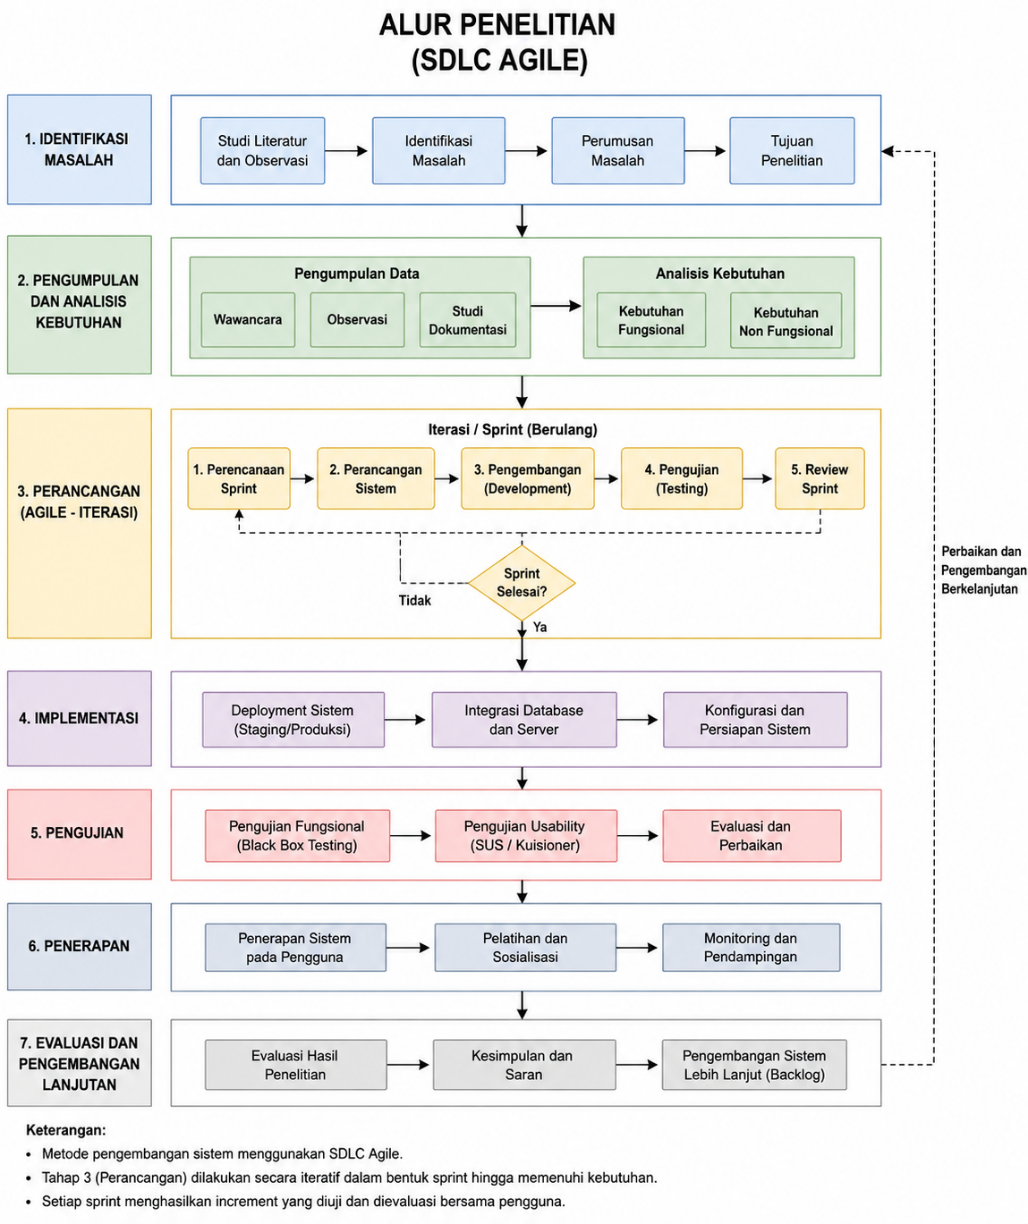 ALUR PENELITIAN
(SDLC AGILE)
1. IDENTIFIKASI
MASALAH
Studi Literatur
dan Observasi
Identifikasi
Masalah
Perumusan
Masalah
Tujuan
Penelitian
2. PENGUMPULAN
DAN ANALISIS
KEBUTUHAN
Pengumpulan Data
Wawancara
Observasi
Studi
Dokumentasi
Analisis Kebutuhan
Kebutuhan
Fungsional
Kebutuhan
Non Fungsional
3. PERANCANGAN
(AGILE - ITERASI)
Iterasi / Sprint (Berulang)
1. Perencanaan
Sprint
2. Perancangan
Sistem
3. Pengembangan
(Development)
4. Pengujian
(Testing)
5. Review
Sprint
Sprint
Selesai?
Tidak
Ya
Perbaikan dan
Pengembangan
Berkelanjutan
4. IMPLEMENTASI
Deployment Sistem
(Staging/Produksi)
Integrasi Database
dan Server
Konfigurasi dan
Persiapan Sistem
5. PENGUJIAN
Pengujian Fungsional
(Black Box Testing)
Pengujian Usability
(SUS / Kuisioner)
Evaluasi dan
Perbaikan
6. PENERAPAN
Penerapan Sistem
pada Pengguna
Pelatihan dan
Sosialisasi
Monitoring dan
Pendampingan
7. EVALUASI DAN
PENGEMBANGAN
LANJUTAN
Evaluasi Hasil
Penelitian
Kesimpulan dan
Saran
Pengembangan Sistem
Lebih Lanjut (Backlog)
Keterangan:
• Metode pengembangan sistem menggunakan SDLC Agile.
• Tahap 3 (Perancangan) dilakukan secara iteratif dalam bentuk sprint hingga memenuhi kebutuhan.
• Setiap sprint menghasilkan increment yang diuji dan dievaluasi bersama pengguna.